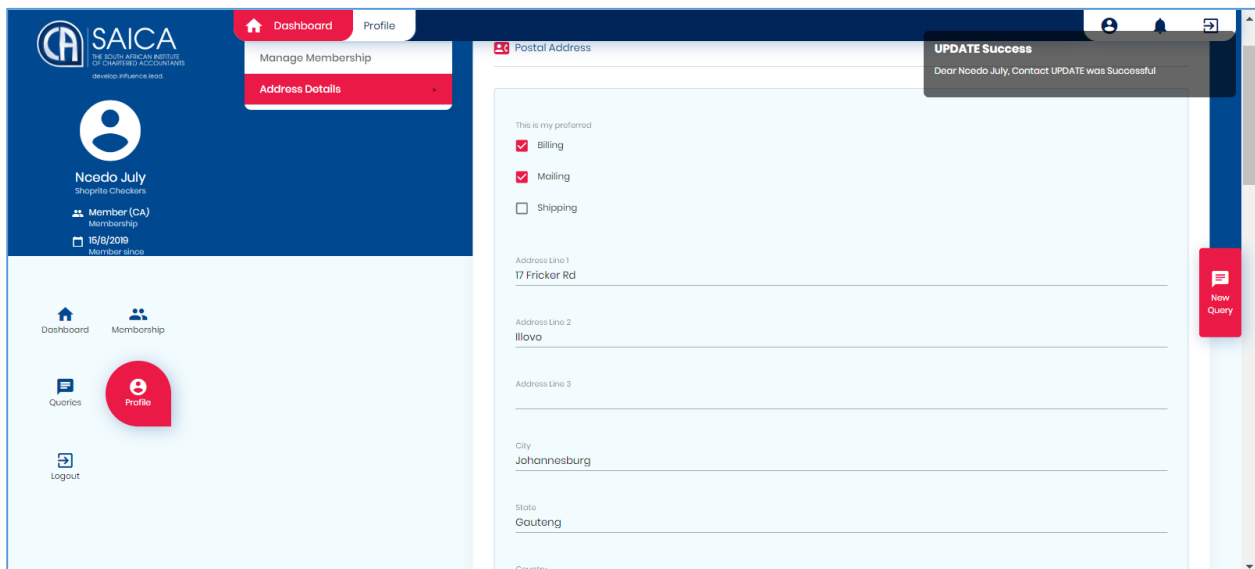 SAICA
THE SOUTH AFRICAN INSTITUTE
OF CHARTERED ACCOUNTANTS
develop.influence.lead.
Ncedo July
Shoprite Checkers
Member (CA)
Membership
15/8/2019
Member since
Dashboard
Membership
Queries
Profile
Logout
Dashboard
Profile
Manage Membership
Address Details
Postal Address
UPDATE Success
Dear Ncedo July, Contact UPDATE was Successful
This is my preferred
Billing
Mailing
Shipping
Address Line 1
17 Fricker Rd
Address Line 2
Illovo
Address Line 3
City
Johannesburg
State
Gauteng
Country
New
Query